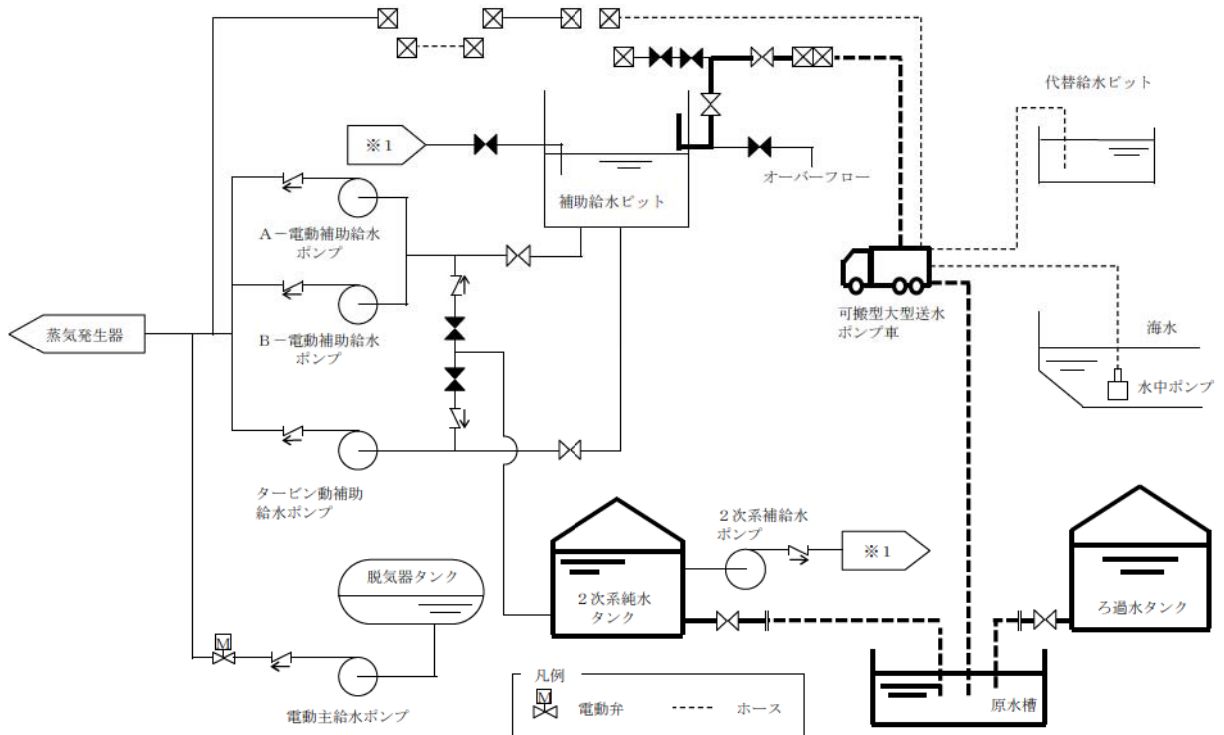 代替給水ピット
※1
オーバーフロー
補助給水ピット
A-電動補助給水
ポンプ
可搬型大型送水
ポンプ車
海水
蒸気発生器
B-電動補助給水
ポンプ
水中ポンプ
タービン動補助
給水ポンプ
2次系補給水
ポンプ
※1
脱気器タンク
2次系純水
タンク
ろ過水タンク
M
凡例
原水槽
M
電動弁
ホース
電動主給水ポンプ